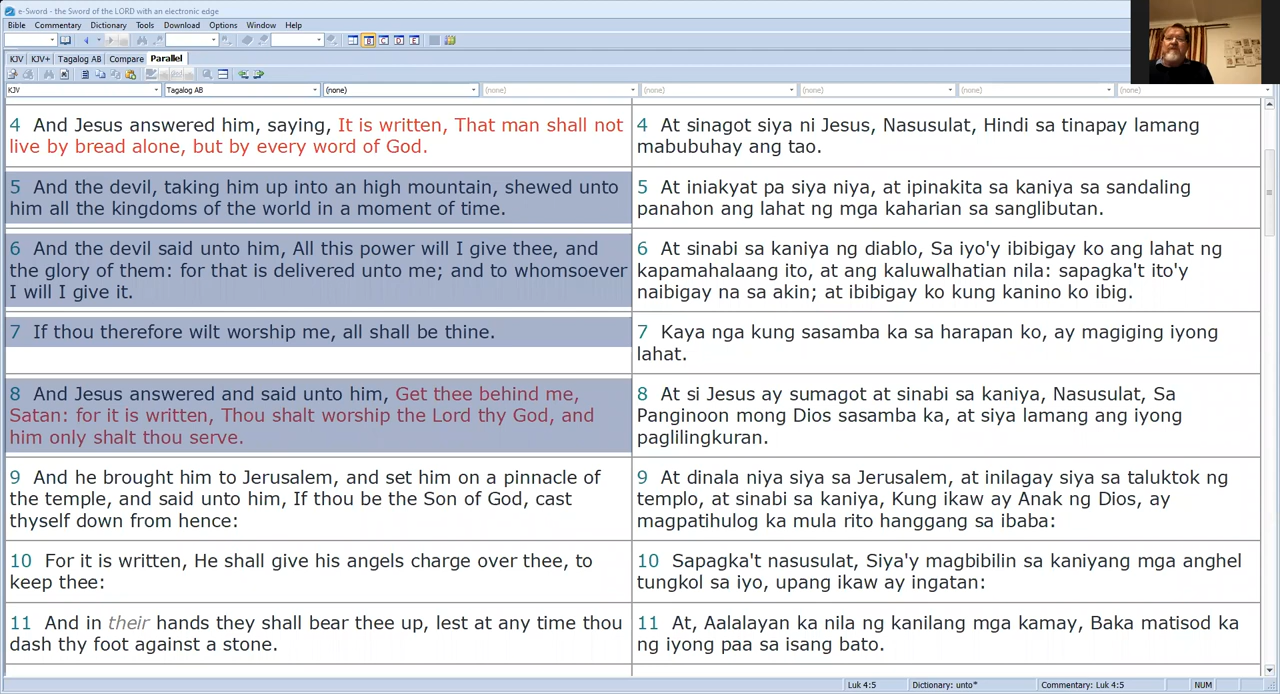 e-Sword - the Sword of the LORD with an electronic edge
Bible Commentary Dictionary Tools Download Options Window Help
KJV KJV+ Tagalog AB Compare Parallel
KJV Tagalog AB (none) (none) (none) (none) (none) (none)
4 And Jesus answered him, saying, It is written, That man shall not
live by bread alone, but by every word of God.
5 And the devil, taking him up into an high mountain, shewed unto
him all the kingdoms of the world in a moment of time.
6 And the devil said unto him, All this power will I give thee, and
the glory of them: for that is delivered unto me; and to whomsoever
I will I give it.
7 If thou therefore wilt worship me, all shall be thine.
8 And Jesus answered and said unto him, Get thee behind me,
Satan: for it is written, Thou shalt worship the Lord thy God, and
him only shalt thou serve.
9 And he brought him to Jerusalem, and set him on a pinnacle of
the temple, and said unto him, If thou be the Son of God, cast
thyself down from hence:
10 For it is written, He shall give his angels charge over thee, to
keep thee:
11 And in their hands they shall bear thee up, lest at any time thou
dash thy foot against a stone.
4 At sinagot siya ni Jesus, Nasusulat, Hindi sa tinapay lamang
mabubuhay ang tao.
5 At iniakyat pa siya niya, at ipinakita sa kaniya sa sandaling
panahon ang lahat ng mga kaharian sa sanglibutan.
6 At sinabi sa kaniya ng diablo, Sa iyo'y ibibigay ko ang lahat ng
kapamahalaang ito, at ang kaluwalhatian nila: sapagka't ito'y
naibigay na sa akin; at ibibigay ko kung kanino ko ibig.
7 Kaya nga kung sasamba ka sa harapan ko, ay magiging iyong
lahat.
8 At si Jesus ay sumagot at sinabi sa kaniya, Nasusulat, Sa
Panginoon mong Dios sasamba ka, at siya lamang ang iyong
paglilingkuran.
9 At dinala niya siya sa Jerusalem, at inilagay siya sa taluktok ng
templo, at sinabi sa kaniya, Kung ikaw ay Anak ng Dios, ay
magpatihulog ka mula rito hanggang sa ibaba:
10 Sapagka't nasusulat, Siya'y magbibilin sa kaniyang mga anghel
tungkol sa iyo, upang ikaw ay ingatan:
11 At, Aalalayan ka nila ng kanilang mga kamay, Baka matisod ka
ng iyong paa sa isang bato.
Luk 4:5 Dictionary: unto* Commentary: Luk 4:5 NUM